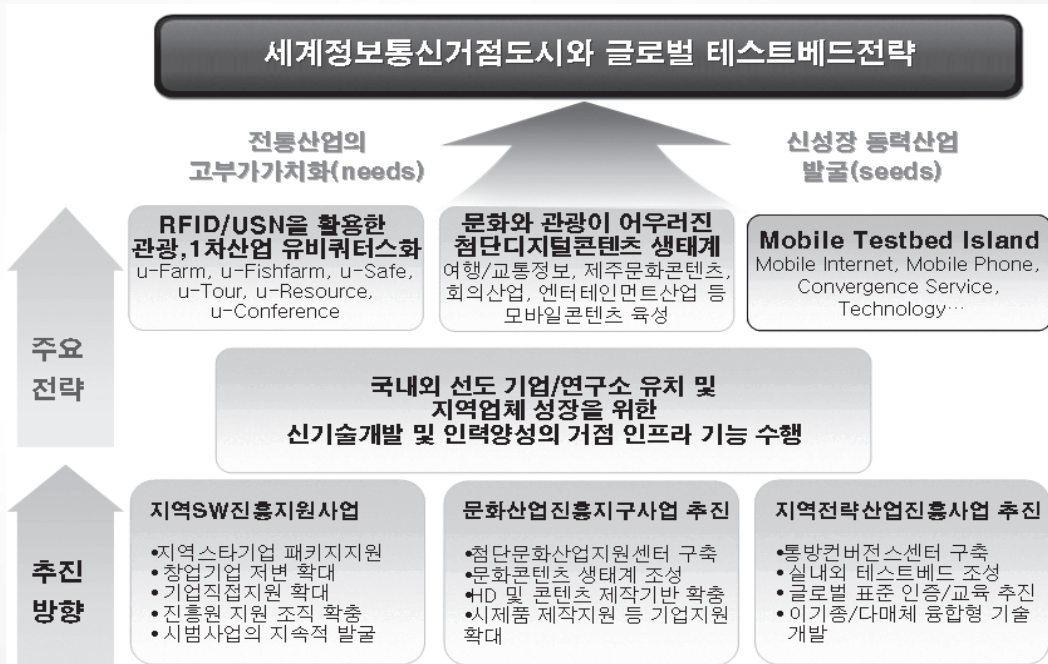 세계정보통신거점도시와 글로벌 테스트베드전략
전통산업의
고부가가치화(needs)
신성장 동력산업
발굴(seeds)
주요
전략
RFID/USN을 활용한
관광,1차산업 유비쿼터스화
u-Farm, u-Fishfarm, u-Safe,
u-Tour, u-Resource,
u-Conference
문화와 관광이 어우러진
첨단디지털콘텐츠 생태계
여행/교통정보, 제주문화콘텐츠,
회의산업, 엔터테인먼트산업 등
모바일콘텐츠 육성
Mobile Testbed Island
Mobile Internet, Mobile Phone,
Convergence Service,
Technology…
국내외 선도 기업/연구소 유치 및
지역업체 성장을 위한
신기술개발 및 인력양성의 거점 인프라 기능 수행
추진
방향
지역SW진흥지원사업
•지역스타기업 패키지지원
•창업기업 저변 확대
•기업직접지원 확대
•진흥원 지원 조직 확충
•시범사업의 지속적 발굴
문화산업진흥지구사업 추진
•첨단문화산업지원센터 구축
•문화콘텐츠 생태계 조성
•HD 및 콘텐츠 제작기반 확충
•시제품 제작지원 등 기업지원
확대
지역전략산업진흥사업 추진
•통방컨버전스센터 구축
•실내외 테스트베드 조성
•글로벌 표준 인증/교육 추진
•이기종/다매체 융합형 기술
개발